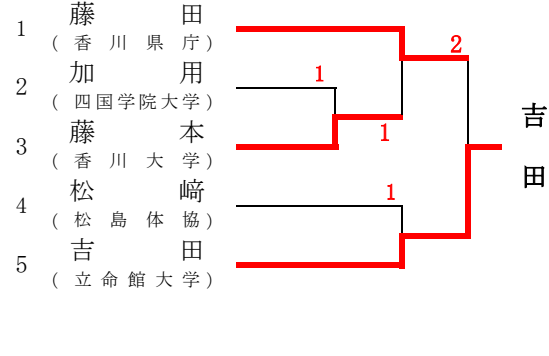 1 藤田
(香川県庁)
2 加用
(四国学院大学)
3 藤本
(香川大学)
4 松﨑
(松島体協)
5 吉田
(立命館大学)
1
1
1
2
吉田